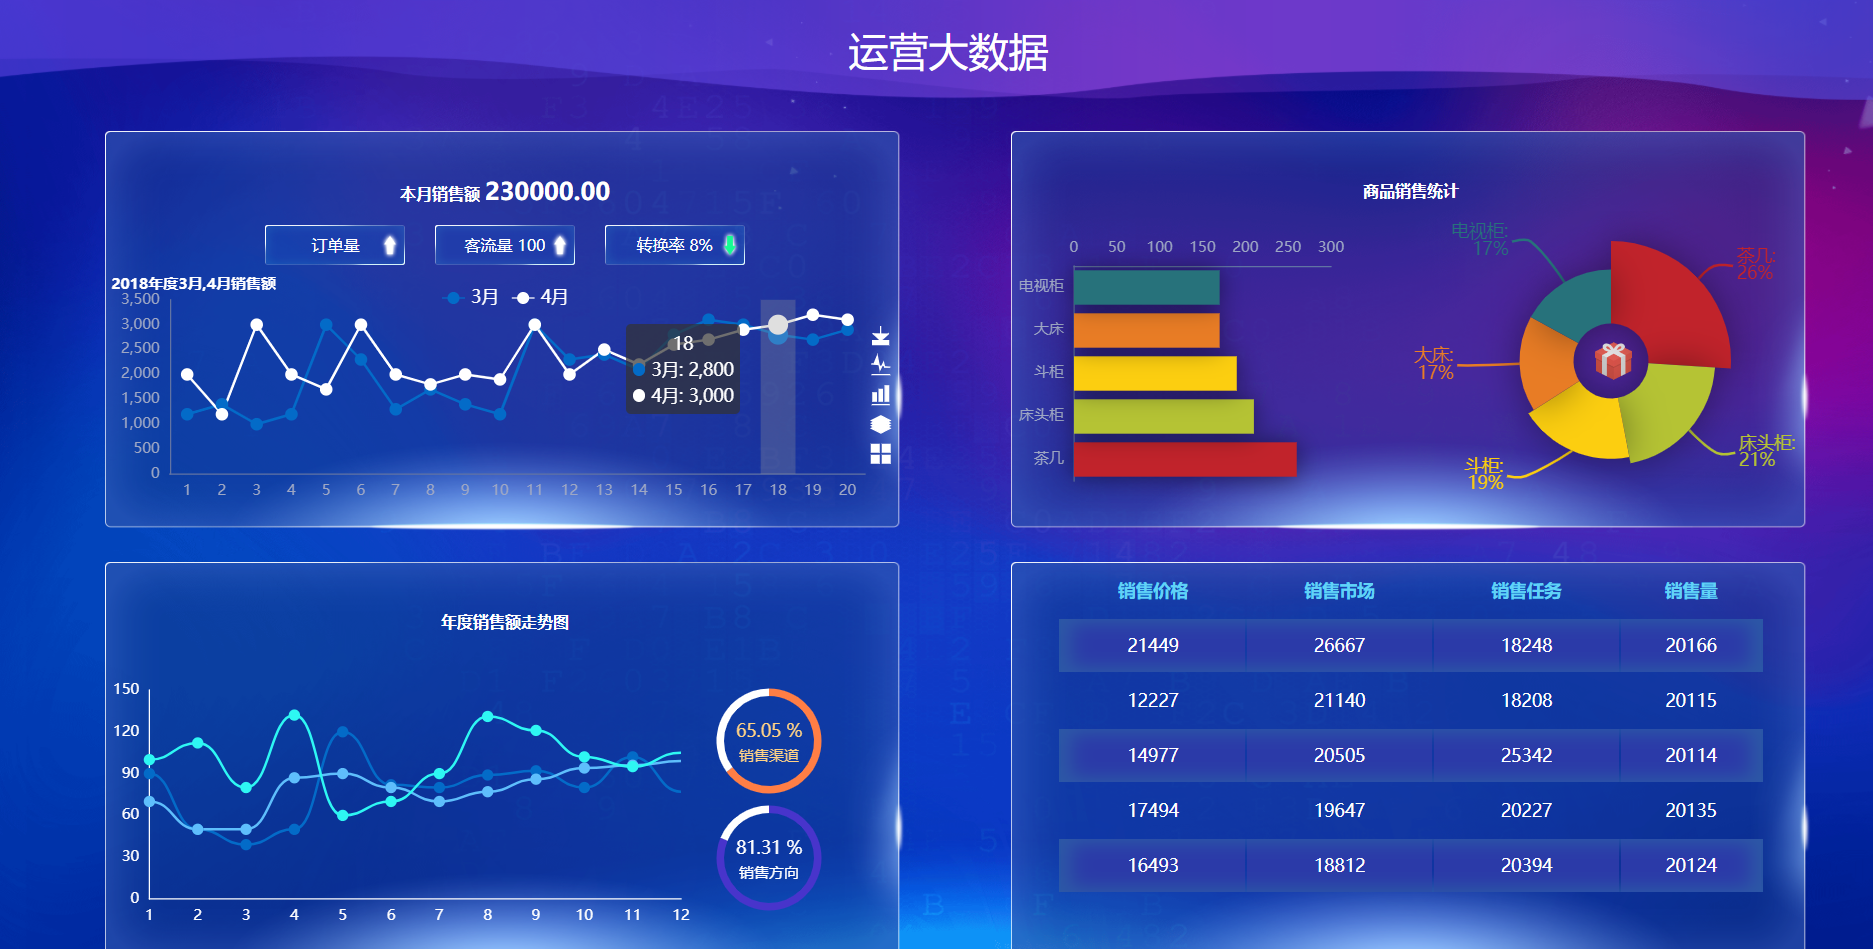 运营大数据
本月销售额 230000.00
订单量
客流量 100
转换率 8%
2018年度3月,4月销售额
3月 4月
3,500
3,000
2,500
2,000
1,500
1,000
500
0
18
3月: 2,800
4月: 3,000
1 2 3 4 5 6 7 8 9 10 11 12 13 14 15 16 17 18 19 20
商品销售统计
0 50 100 150 200 250 300
电视柜
大床
斗柜
床头柜
茶几
电视柜:
17%
茶几:
26%
大床:
17%
床头柜:
21%
斗柜:
19%
年度销售额走势图
150
120
90
60
30
0
1 2 3 4 5 6 7 8 9 10 11 12
65.05 %
销售渠道
81.31 %
销售方向
销售价格 销售市场 销售任务 销售量
21449 26667 18248 20166
12227 21140 18208 20115
14977 20505 25342 20114
17494 19647 20227 20135
16493 18812 20394 20124